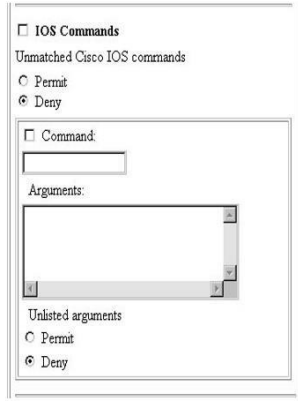 IOS Commands
Unmatched Cisco IOS commands
Permit
Deny
Command:
Arguments:
Unlisted arguments
Permit
Deny